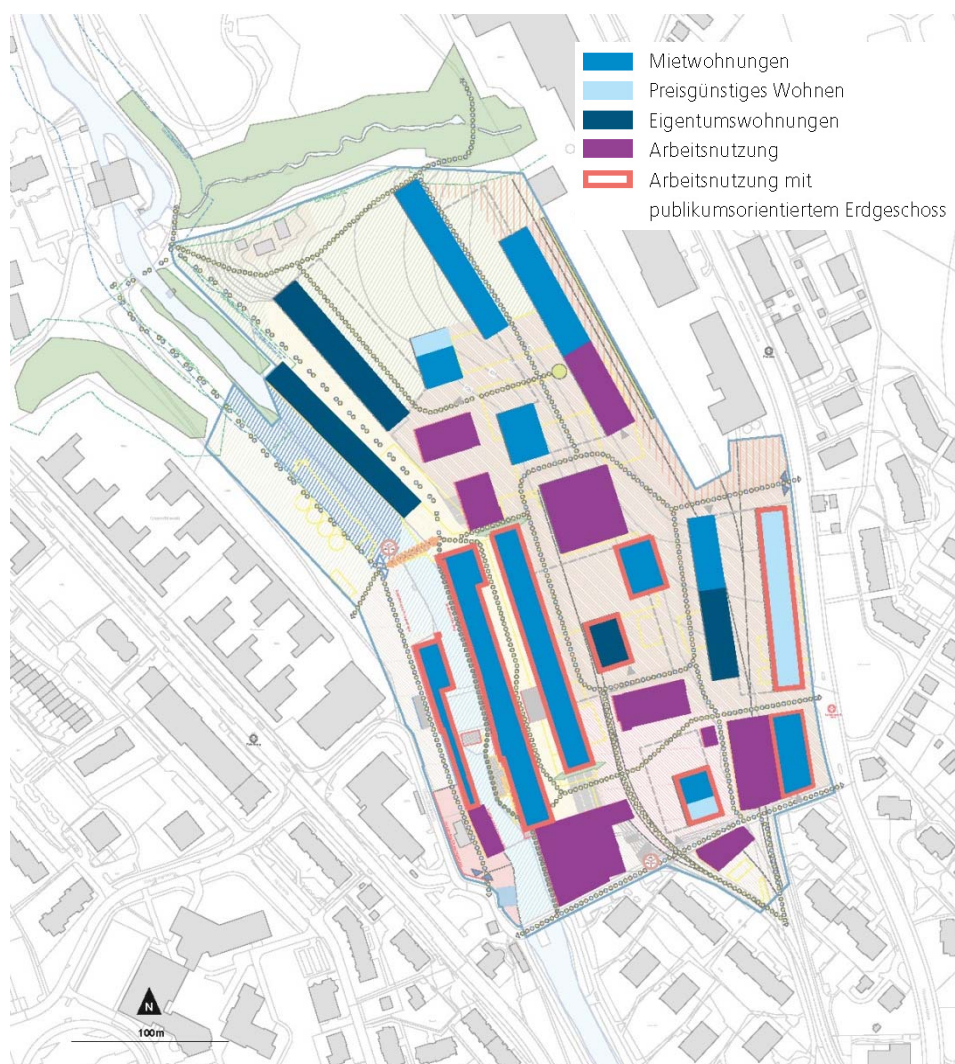 Mietwohnungen
Preisgünstiges Wohnen
Eigentumswohnungen
Arbeitsnutzung
Arbeitsnutzung mit
publikumsorientiertem Erdgeschoss
N
100m